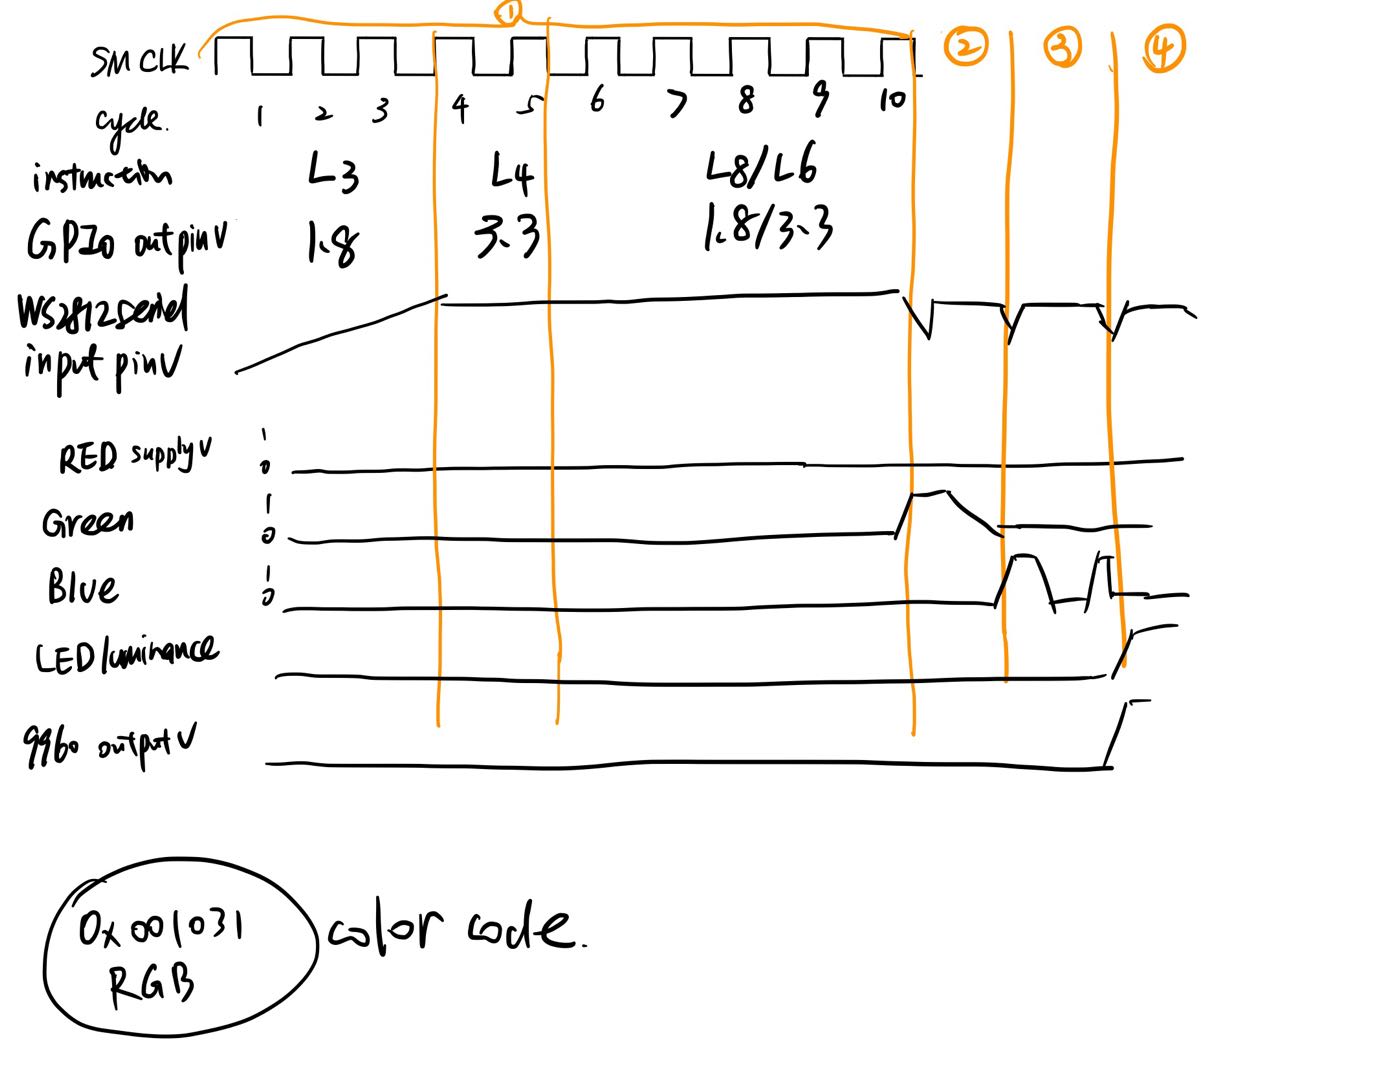 ①
SM CLK ② ③ ④
cycle. 1 2 3 4 5 6 7 8 9 10
instruction L3 L4 L8/L6
GPIO outpin V 1.8 3.3 1.8/3.3
WS2812 serial
input pin V
RED supply V 1 0
Green 1 0
Blue 1 0
LED luminance
9960 output V
0x001031 color code.
RGB